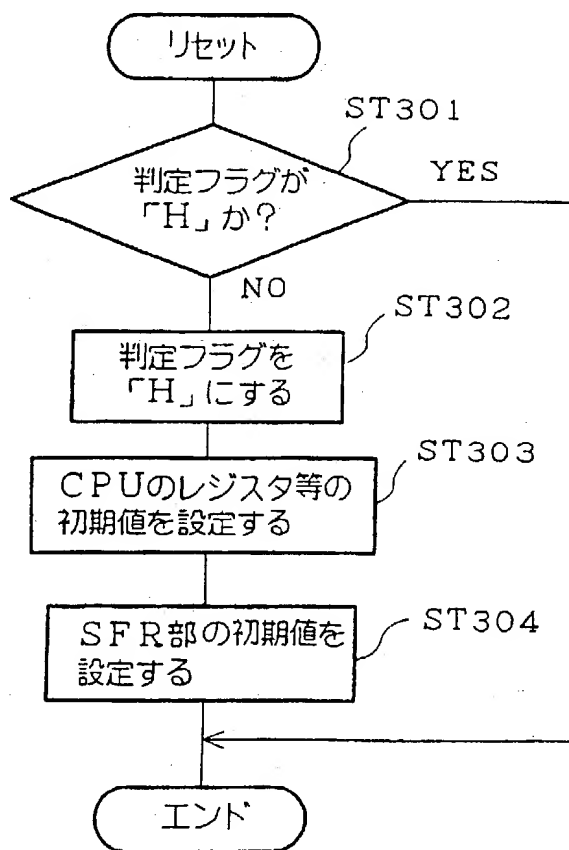 リセット
ST301
判定フラグが
「H」か?
YES
NO
ST302
判定フラグを
「H」にする
ST303
CPUのレジスタ等の
初期値を設定する
ST304
SFR部の初期値を
設定する
エンド